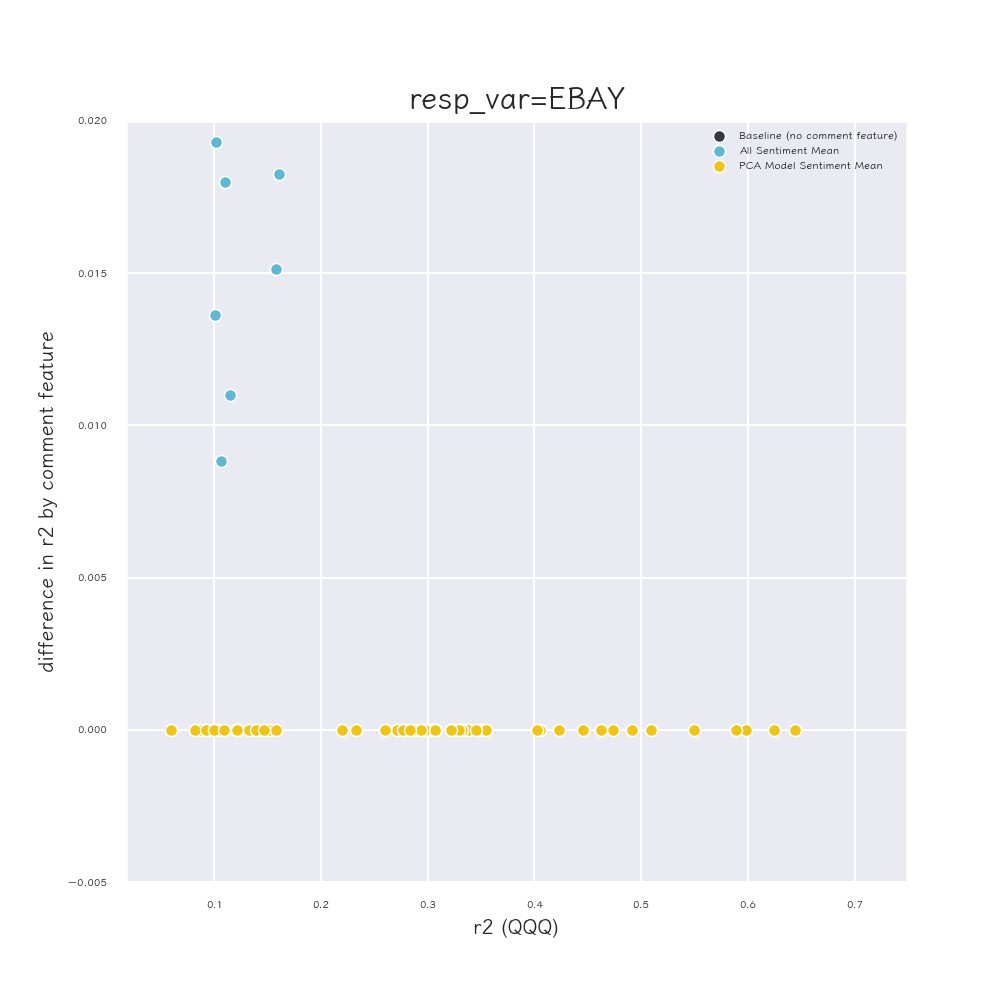 resp_var=EBAY
0.020
Baseline (no comment feature)
All Sentiment Mean
PCA Model Sentiment Mean
0.015
0.010
0.005
0.000
−0.005
difference in r2 by comment feature
0.1 0.2 0.3 0.4 0.5 0.6 0.7
r2 (QQQ)